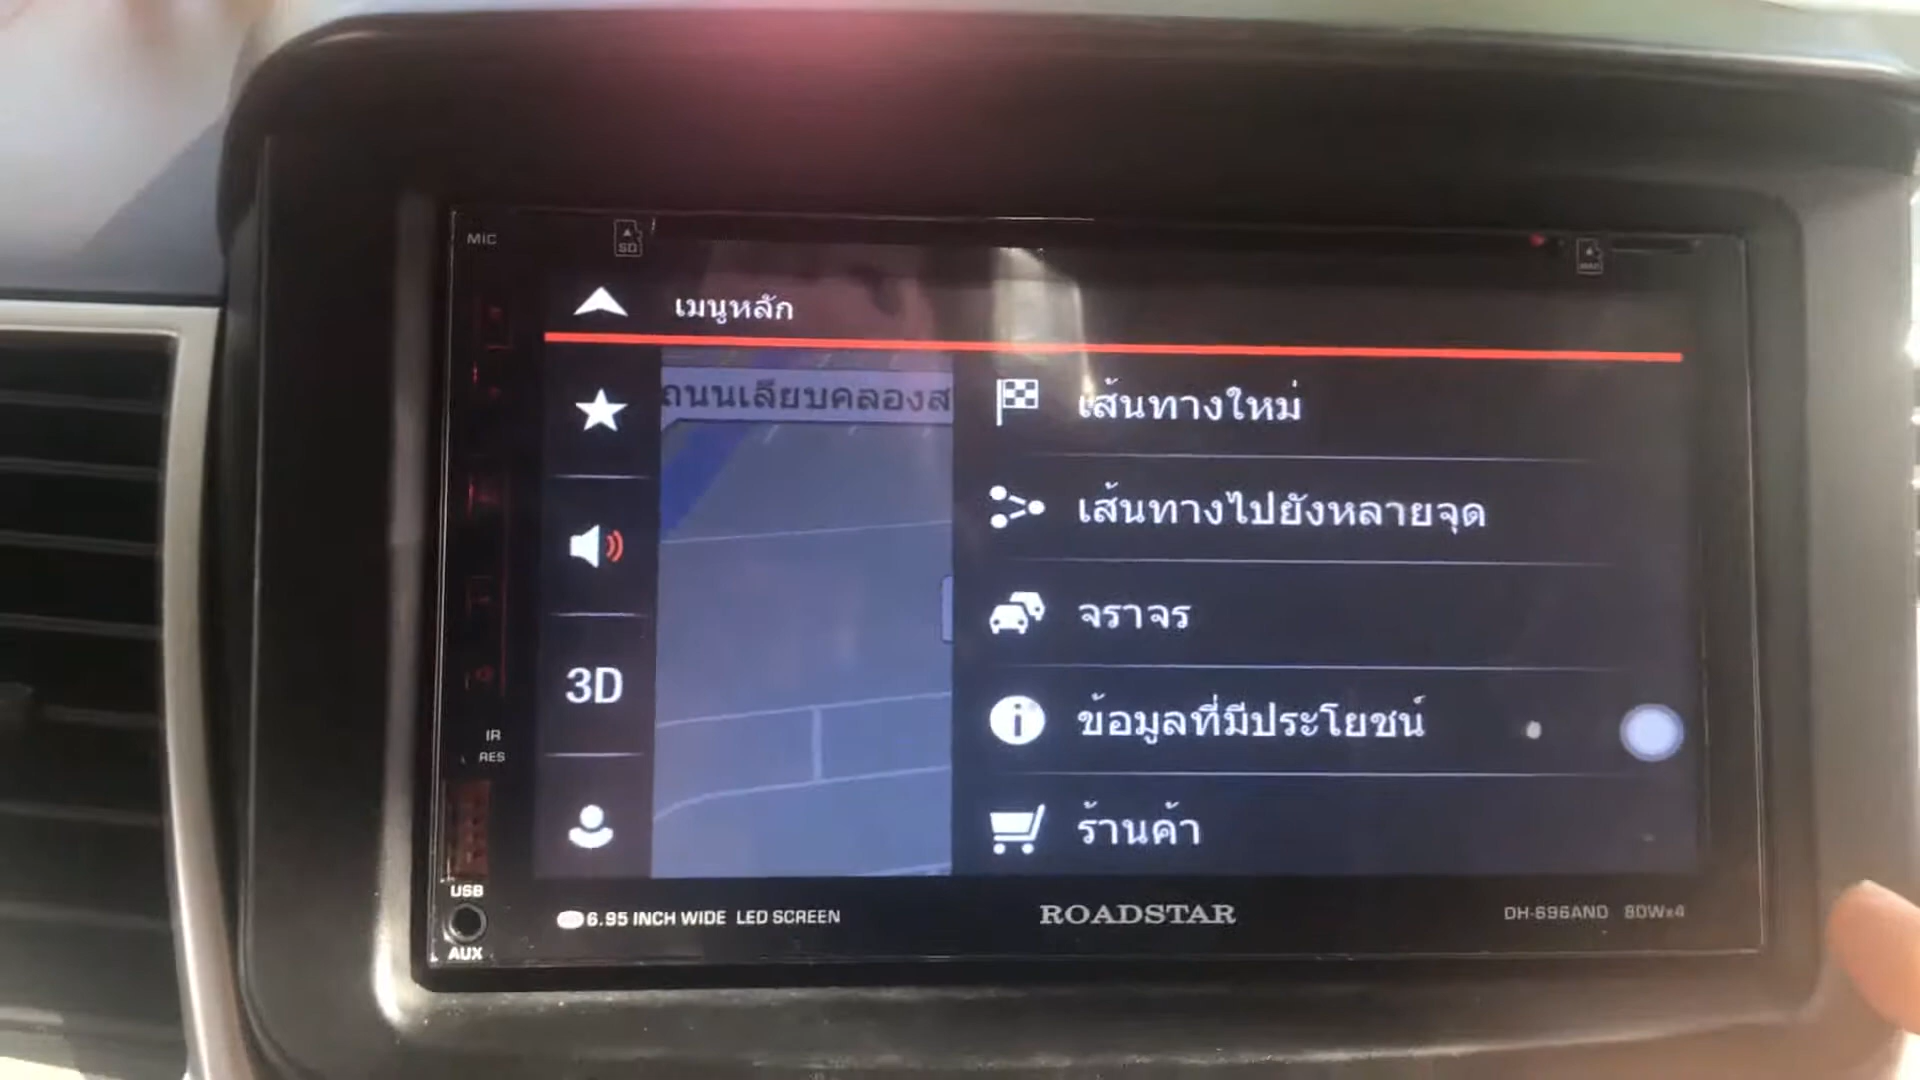 MIC
SD
เมนูหลัก
ถนนเลียบคลองส
เส้นทางใหม่
เส้นทางไปยังหลายจุด
จราจร
3D
ข้อมูลที่มีประโยชน์
IR
RES
ร้านค้า
USB
6.95 INCH WIDE LED SCREEN
ROADSTAR
DH-696AND 80Wx4
AUX